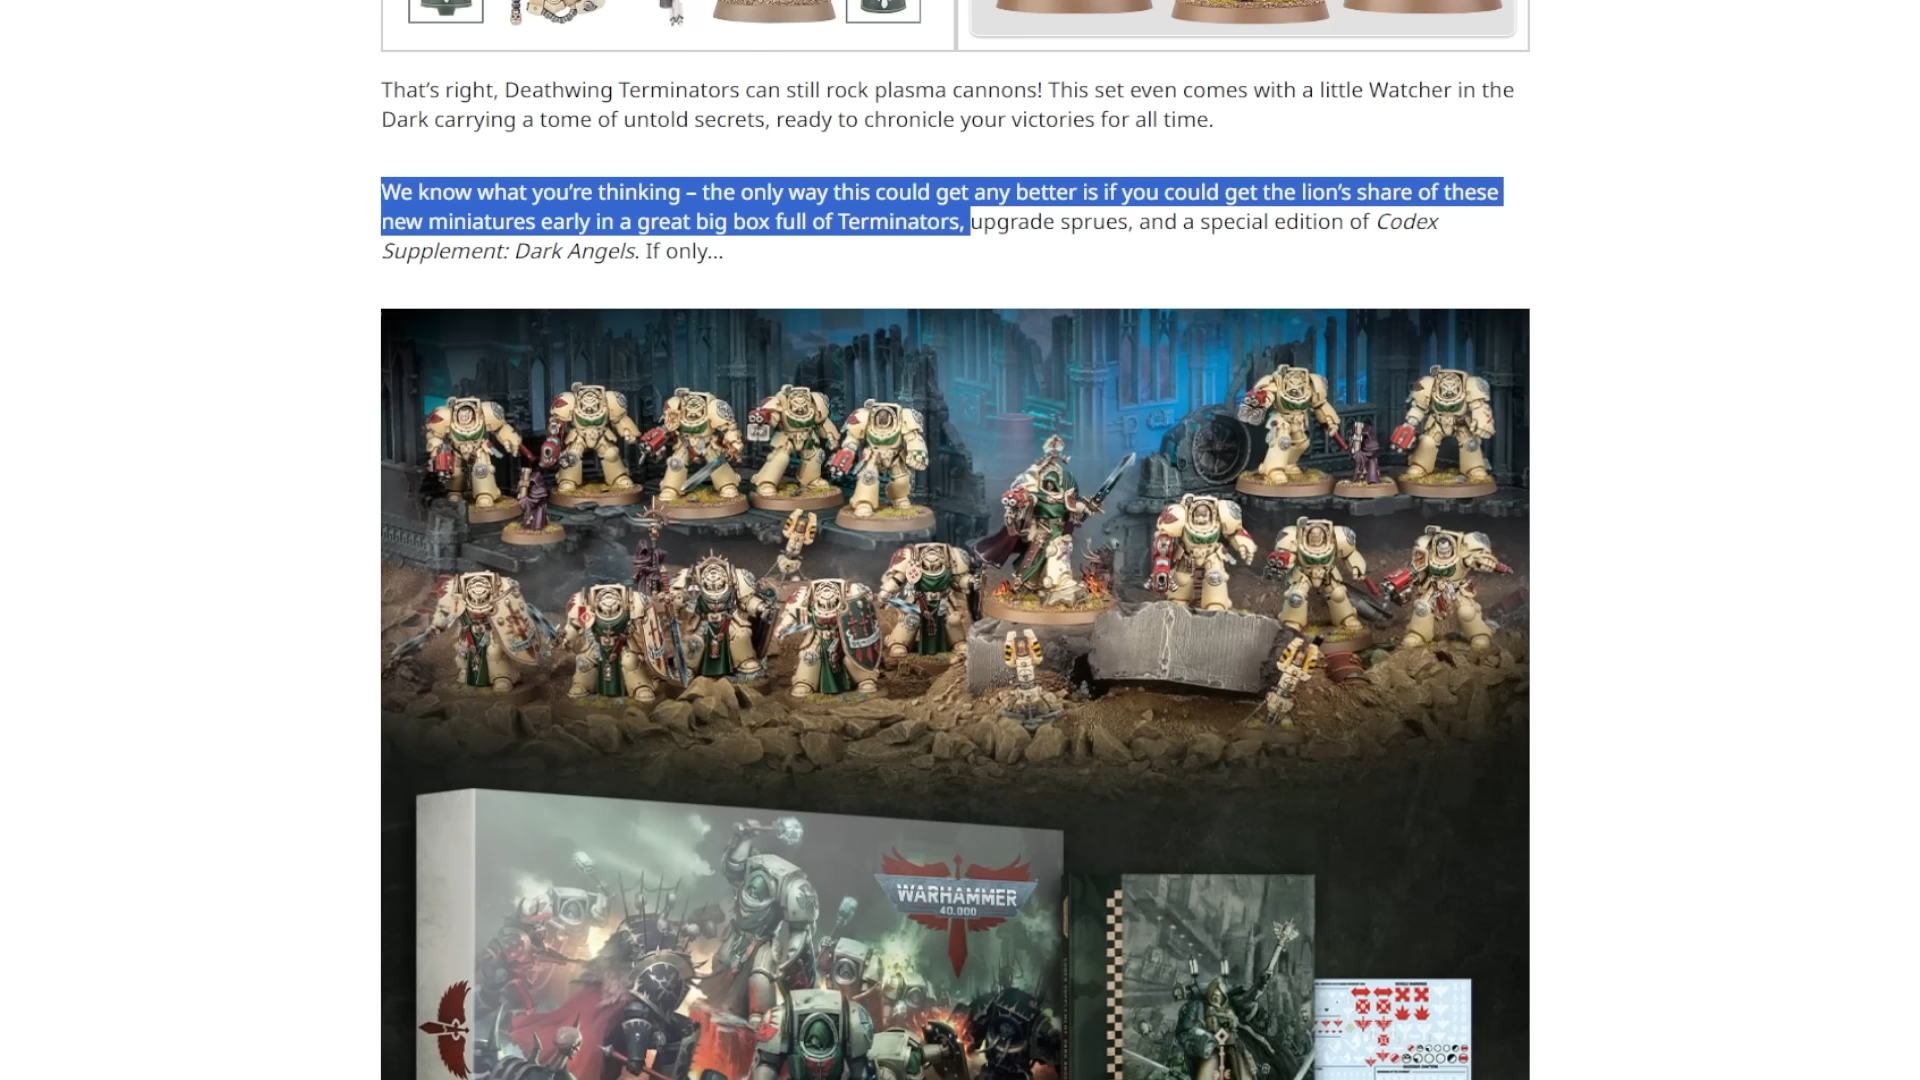 That’s right, Deathwing Terminators can still rock plasma cannons! This set even comes with a little Watcher in the
Dark carrying a tome of untold secrets, ready to chronicle your victories for all time.
We know what you’re thinking – the only way this could get any better is if you could get the lion’s share of these
new miniatures early in a great big box full of Terminators, upgrade sprues, and a special edition of Codex
Supplement: Dark Angels. If only…
WARHAMMER
40,000